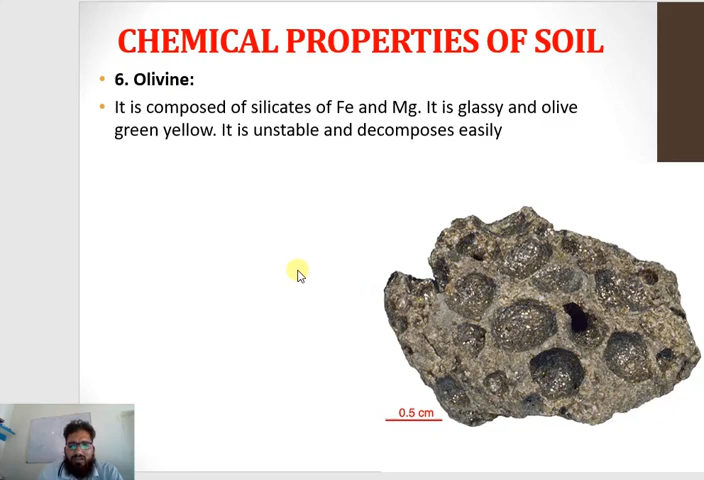 CHEMICAL PROPERTIES OF SOIL
• 6. Olivine:
• It is composed of silicates of Fe and Mg. It is glassy and olive
green yellow. It is unstable and decomposes easily
0.5 cm